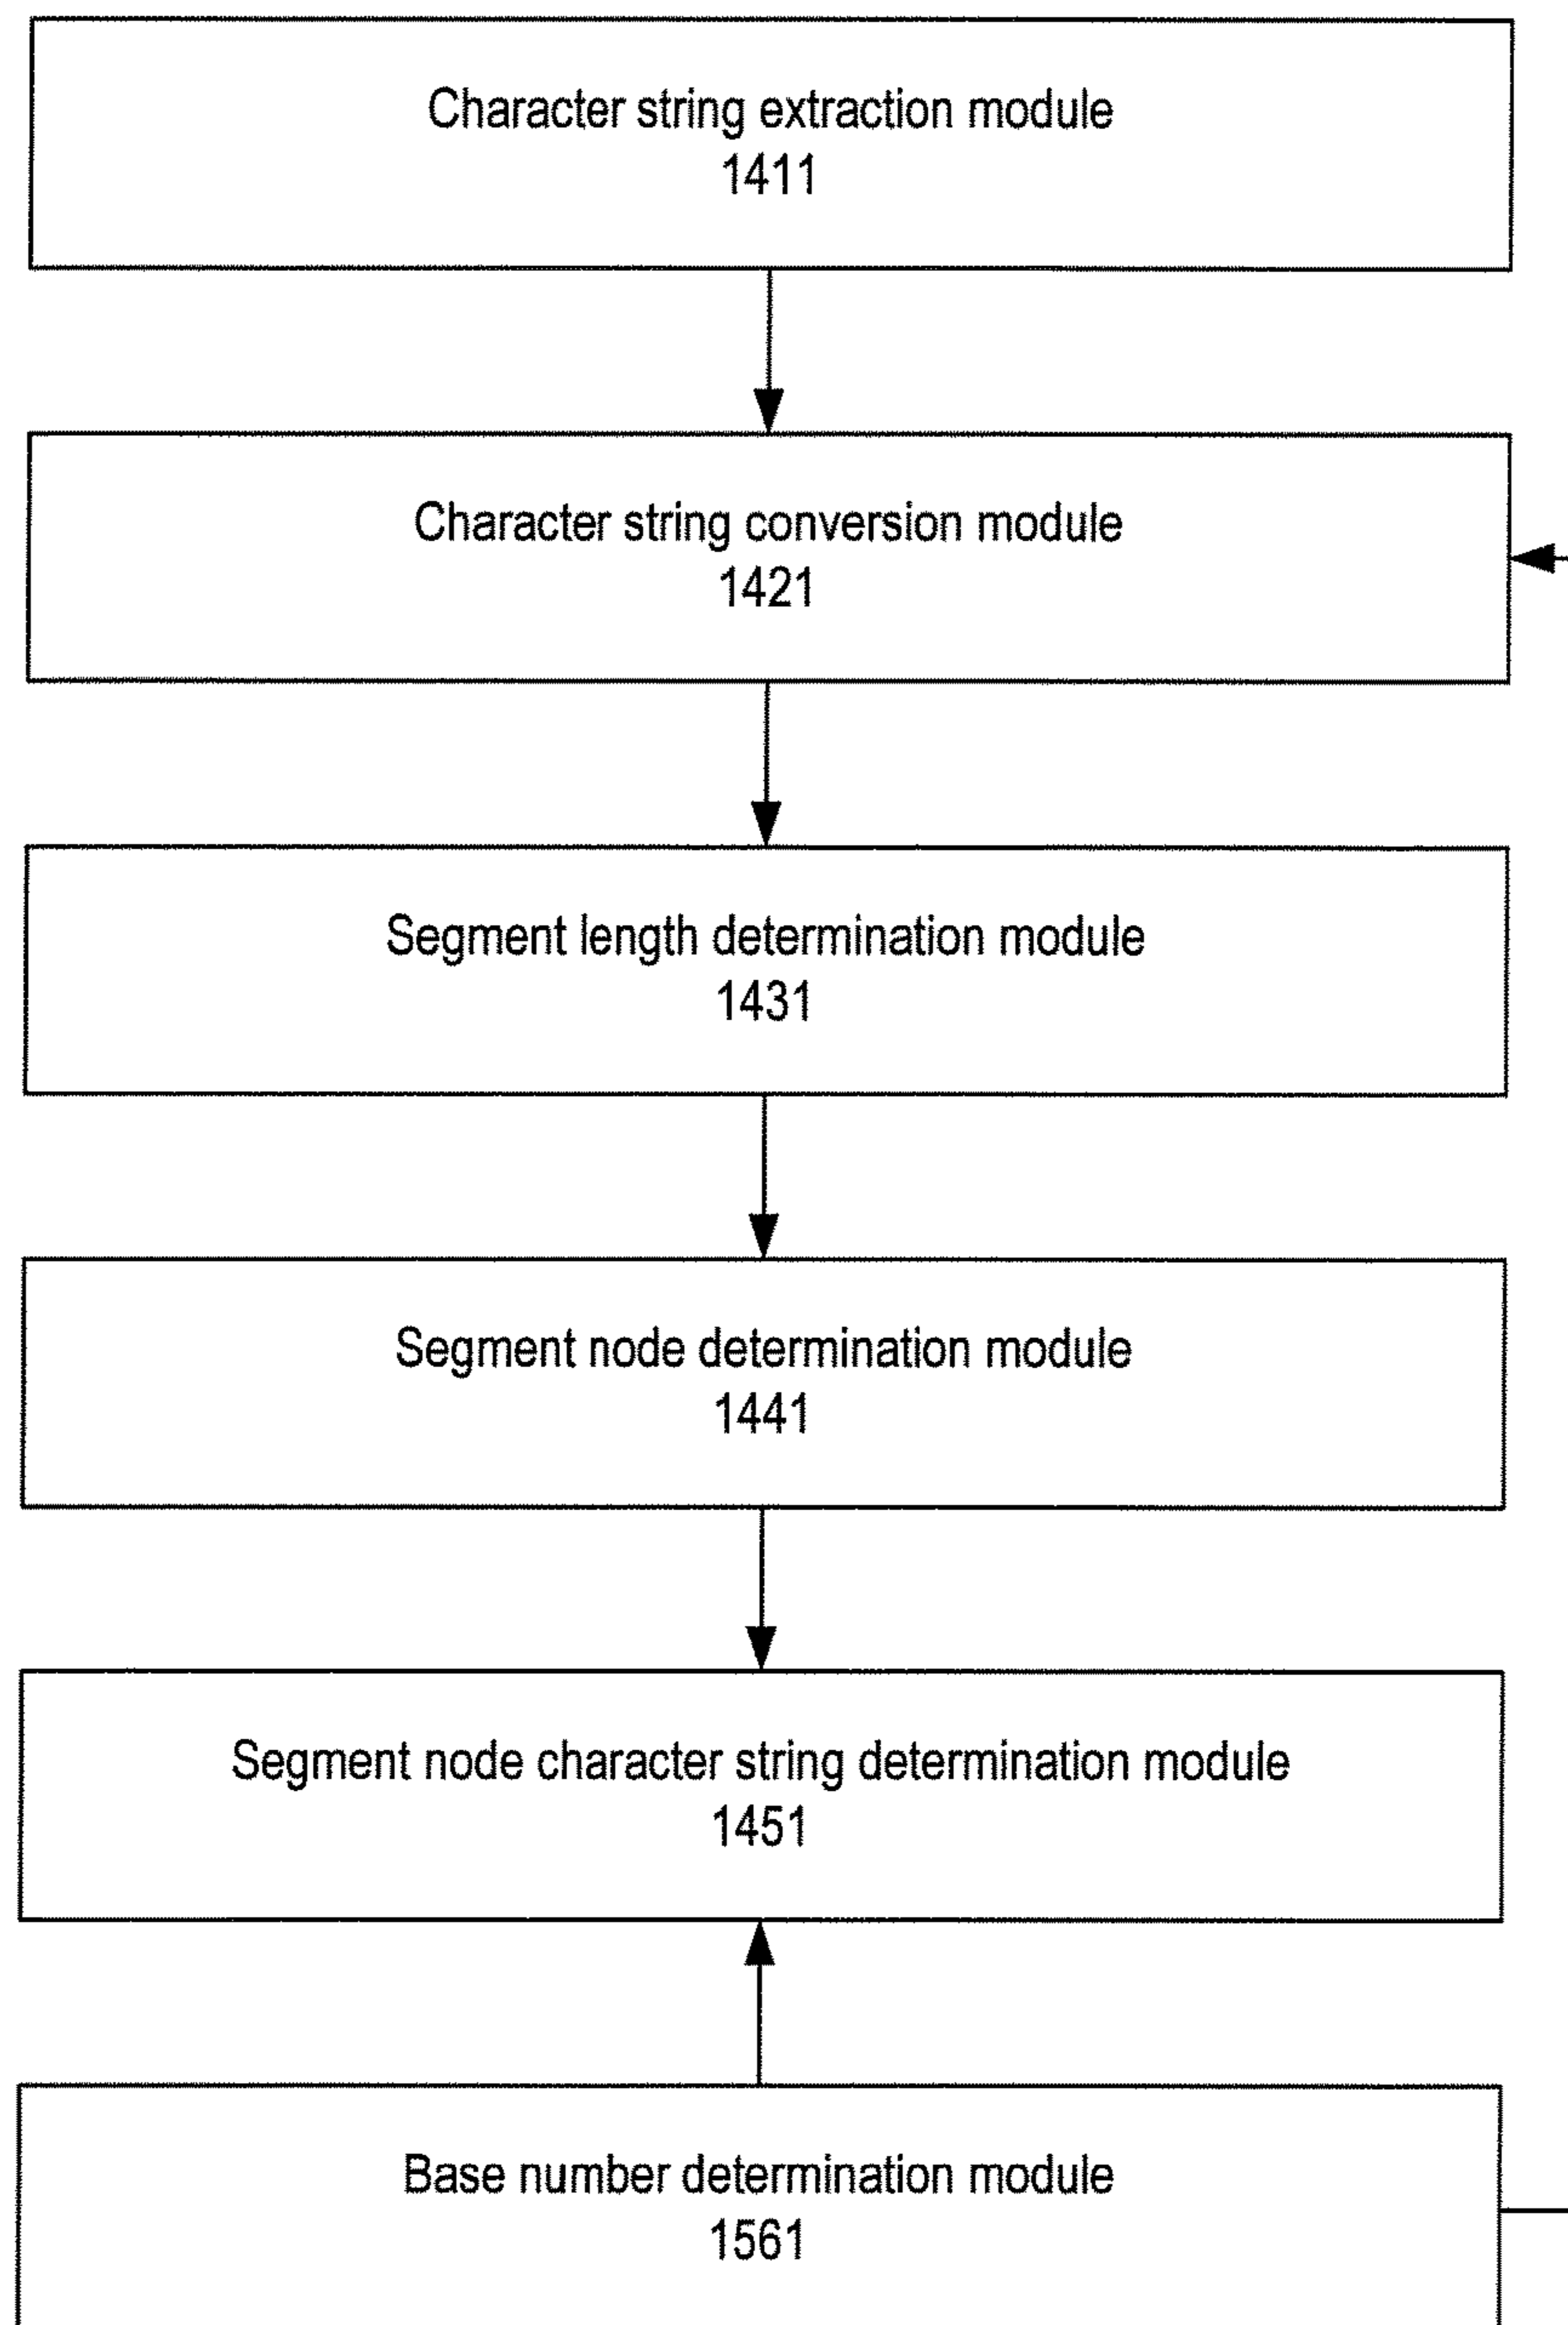 Character string extraction module
1411
Character string conversion module
1421
Segment length determination module
1431
Segment node determination module
1441
Segment node character string determination module
1451
Base number determination module
1561